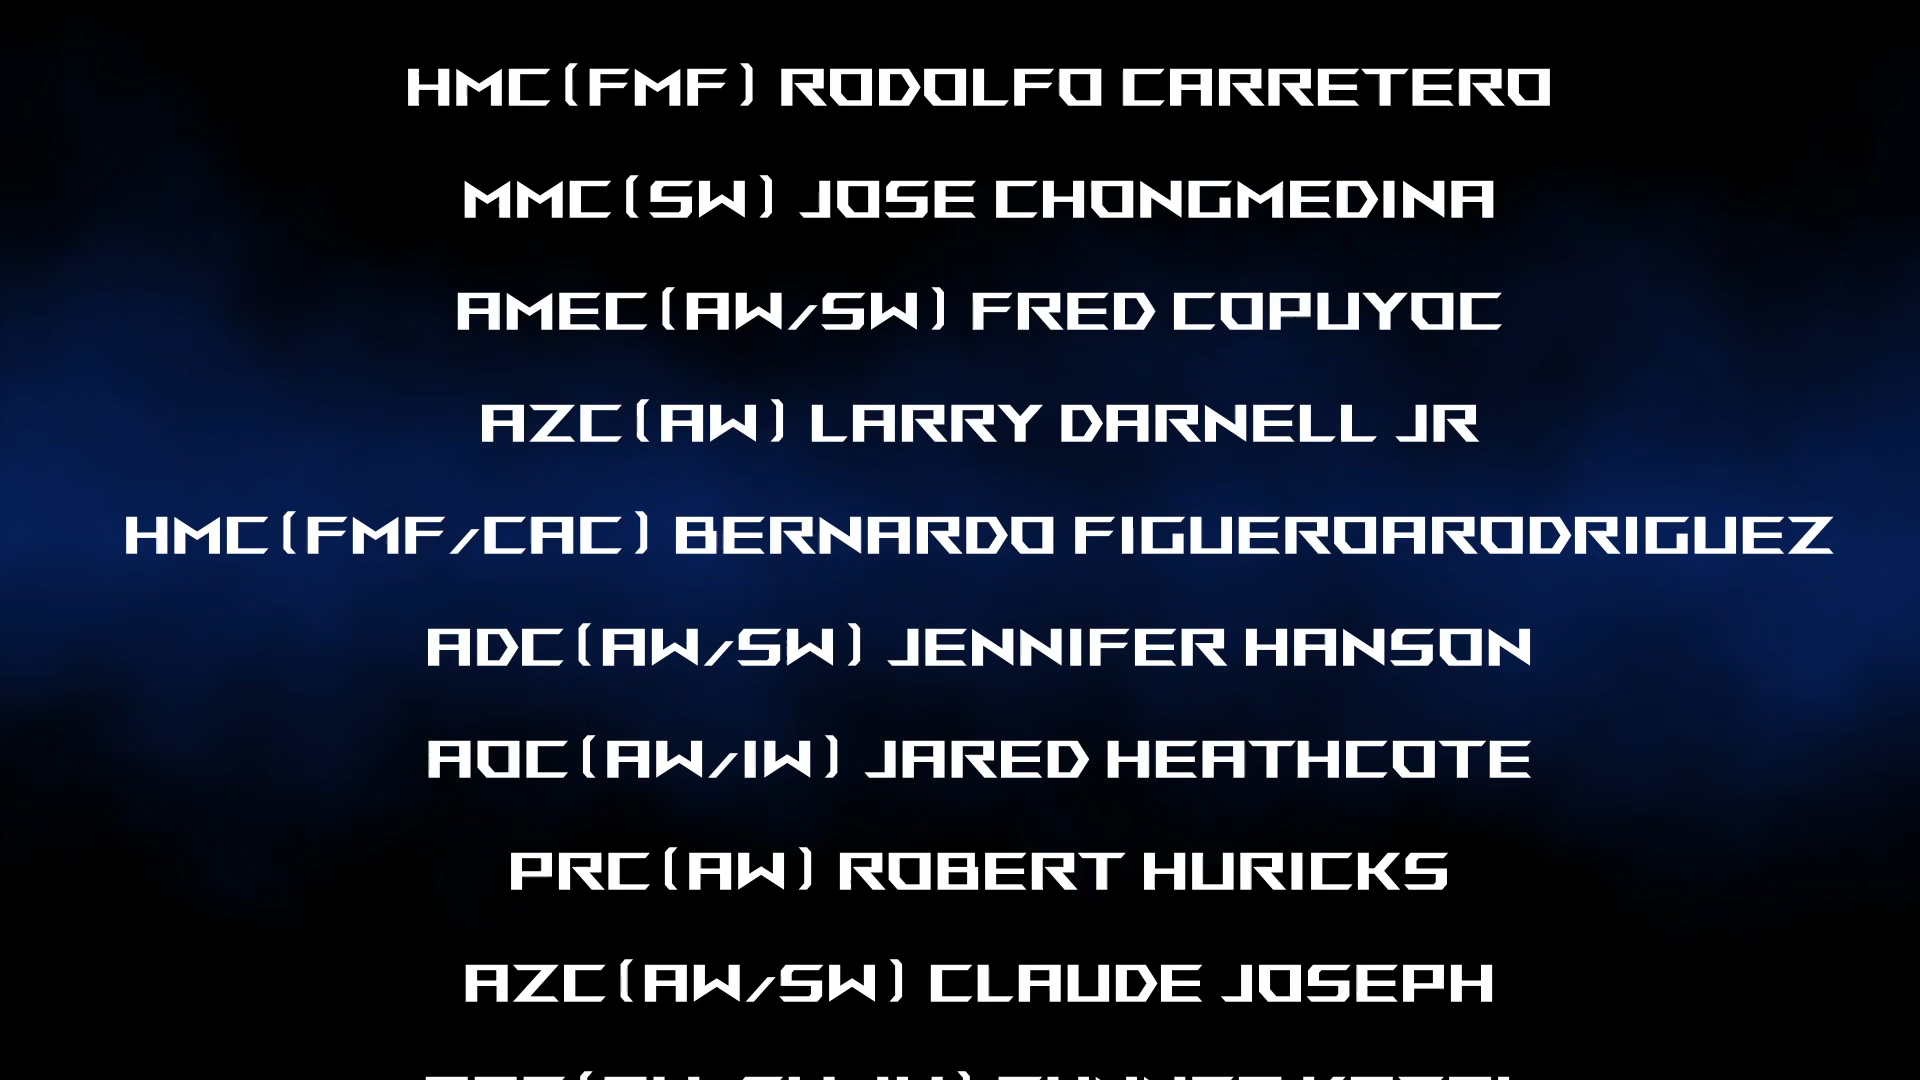 HMC(FMF) RODOLFO CARRETERO
MMC(SW) JOSE CHONGMEDINA
AMEC(AW/SW) FRED COPUYOC
AZC(AW) LARRY DARNELL JR
HMC(FMF/CAC) BERNARDO FIGUEROARODRIGUEZ
ADC(AW/SW) JENNIFER HANSON
AOC(AW/IW) JARED HEATHCOTE
PRC(AW) ROBERT HURICKS
AZC(AW/SW) CLAUDE JOSEPH